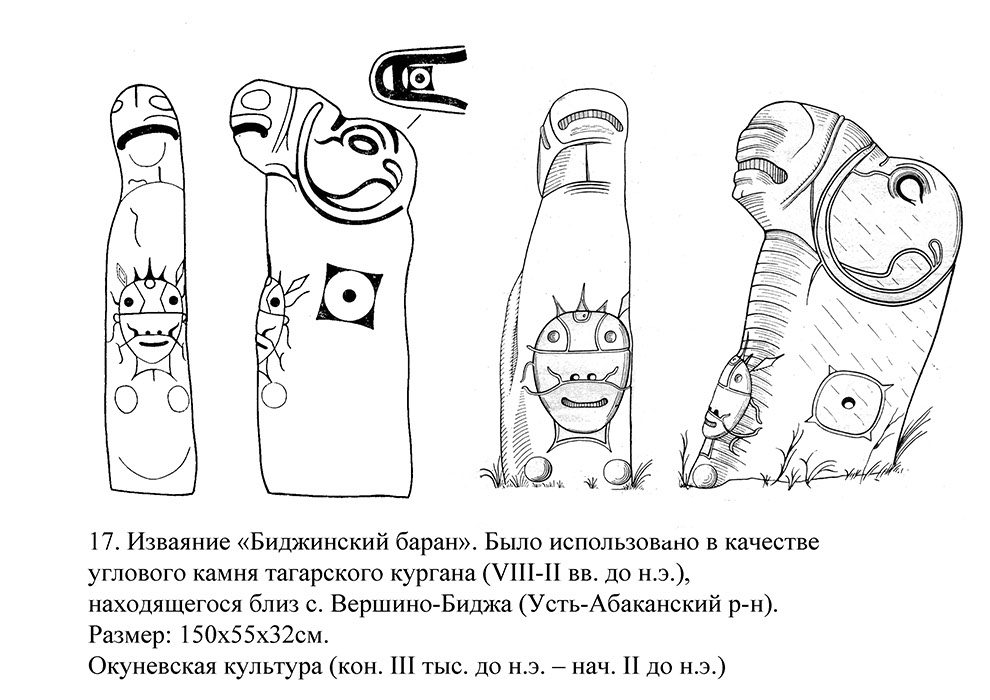 17. Изваяние «Биджинский баран». Было использовано в качестве
углового камня тагарского кургана (VIII-II вв. до н.э.),
находящегося близ с. Вершино-Биджа (Усть-Абаканский р-н).
Размер: 150х55х32см.
Окуневская культура (кон. III тыс. до н.э. – нач. II до н.э.)